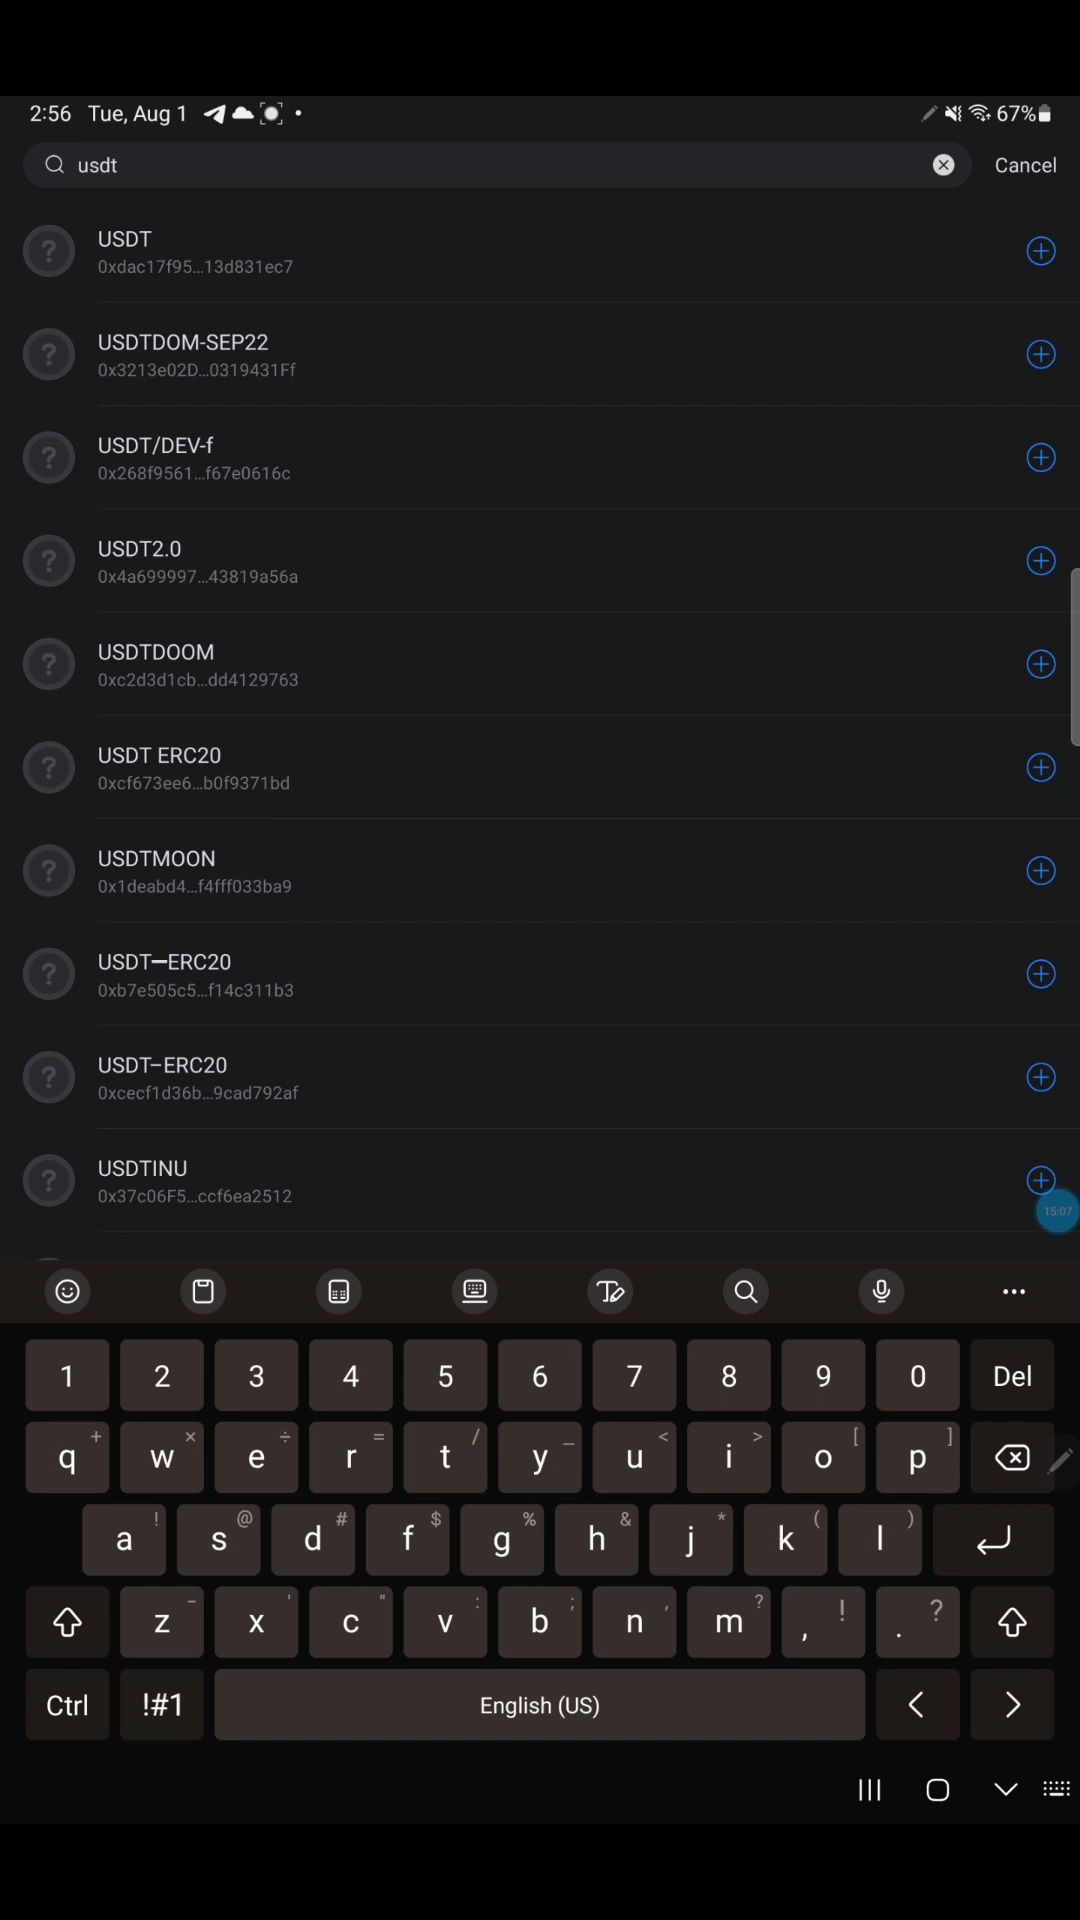 2:56 Tue, Aug 1 67%
usdt Cancel
USDT
0xdac17f95...13d831ec7
USDTDOM-SEP22
0x3213e02D...0319431Ff
USDT/DEV-f
0x268f9561...f67e0616c
USDT2.0
0x4a699997...43819a56a
USDTDOOM
0xc2d3d1cb...dd4129763
USDT ERC20
0xcf673ee6...b0f9371bd
USDTMOON
0x1deabd4...f4fff033ba9
USDT━ERC20
0xb7e505c5...f14c311b3
USDT–ERC20
0xcecf1d36b...9cad792af
USDTINU
0x37c06F5...ccf6ea2512
15:07
1 2 3 4 5 6 7 8 9 0 Del
+ × ÷ = / _ < > [ ]
q w e r t y u i o p
! @ # $ % & * ( )
a s d f g h j k l
- ' " : ; , ? ! ?
z x c v b n m , .
Ctrl !#1 English (US) < >